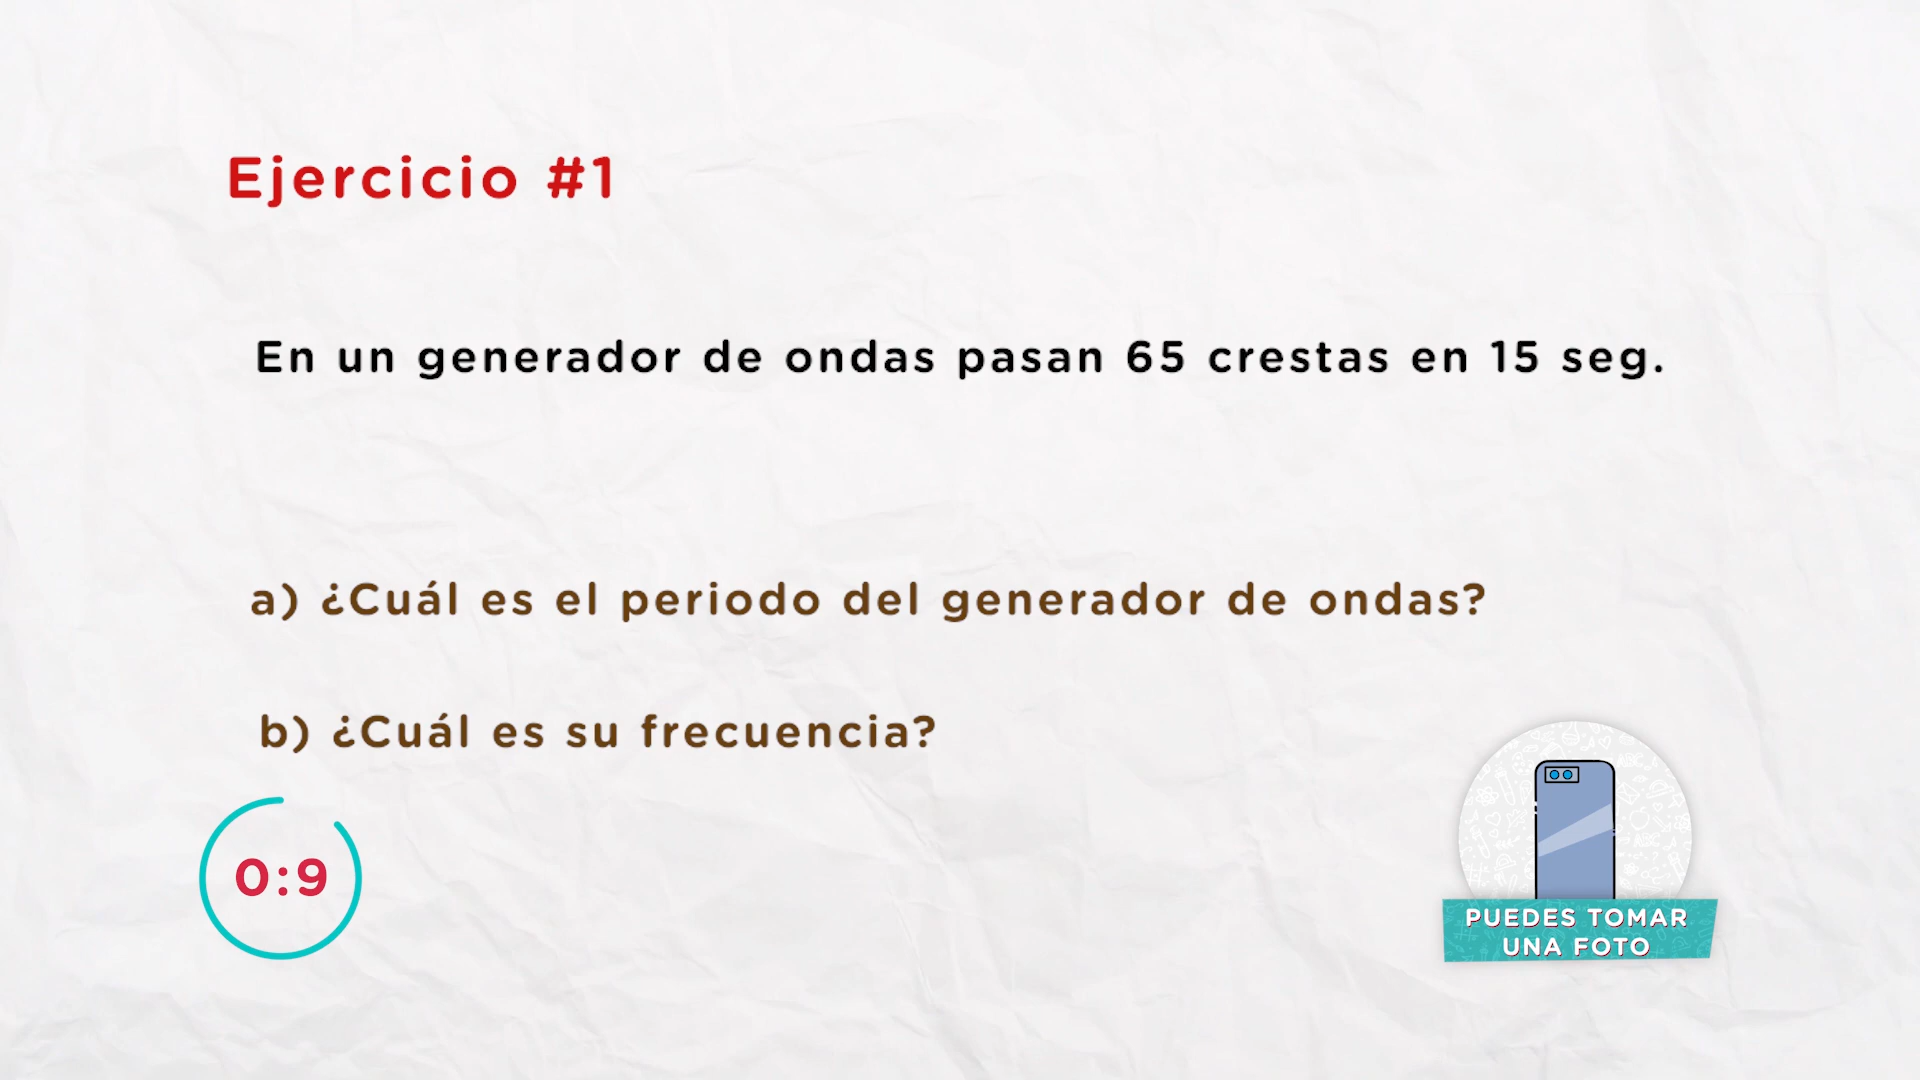 Ejercicio #1
En un generador de ondas pasan 65 crestas en 15 seg.
a) ¿Cuál es el periodo del generador de ondas?
b) ¿Cuál es su frecuencia?
0:9
PUEDES TOMAR
UNA FOTO